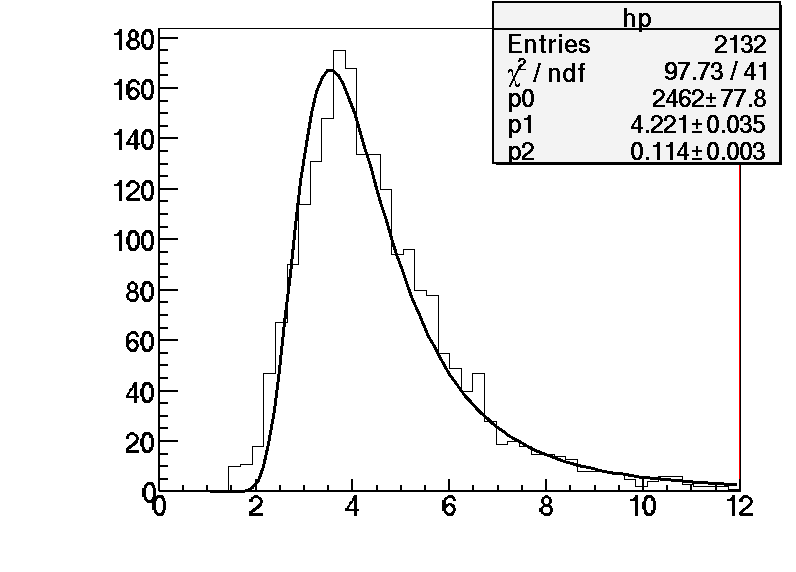 hp
Entries 2132
χ² / ndf 97.73 / 41
p0 2462±77.8
p1 4.221±0.035
p2 0.114±0.003
180
160
140
120
100
80
60
40
20
0
0 2 4 6 8 10 12